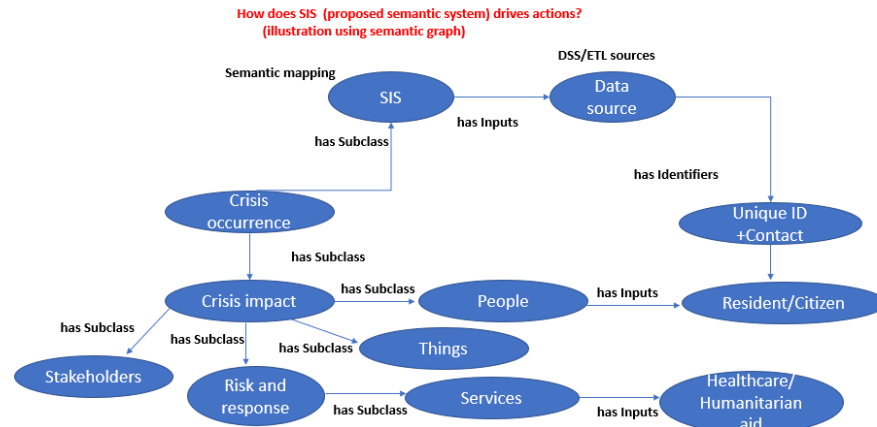 How does SIS (proposed semantic system) drives actions?
(illustration using semantic graph)
DSS/ETL sources
Semantic mapping
SIS
Data
source
has Inputs
has Subclass
has Identifiers
Crisis
occurrence
Unique ID
+Contact
has Subclass
Crisis impact
has Subclass
People
has Inputs
Resident/Citizen
has Subclass
has Subclass
has Subclass
Things
Stakeholders
Risk and
response
has Subclass
Services
has Inputs
Healthcare/
Humanitarian
aid